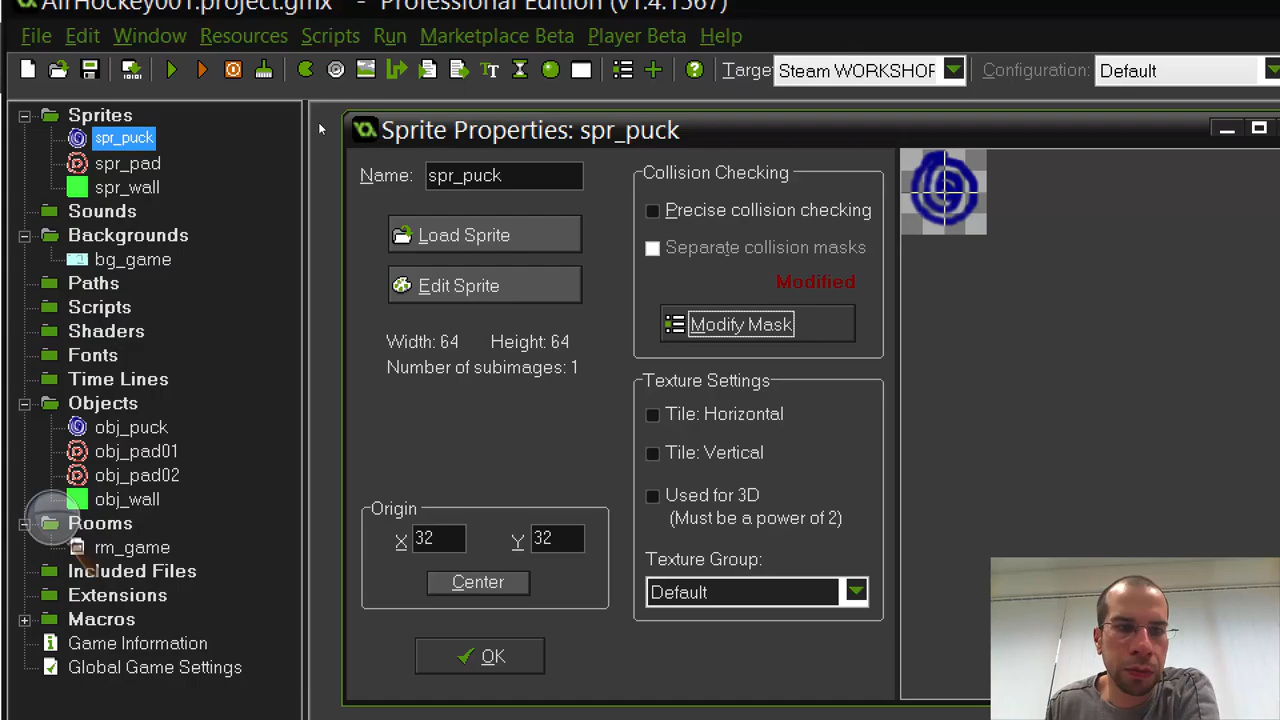 AirHockey001.project.gmx* - Professional Edition (v1.4.1567)
File Edit Window Resources Scripts Run Marketplace Beta Player Beta Help
Target Steam WORKSHOP Configuration: Default
Sprites
spr_puck
spr_pad
spr_wall
Sounds
Backgrounds
bg_game
Paths
Scripts
Shaders
Fonts
Time Lines
Objects
obj_puck
obj_pad01
obj_pad02
obj_wall
Rooms
rm_game
Included Files
Extensions
Macros
Game Information
Global Game Settings
Sprite Properties: spr_puck
Name: spr_puck
Load Sprite
Edit Sprite
Width: 64 Height: 64
Number of subimages: 1
Origin
X 32 Y 32
Center
OK
Collision Checking
Precise collision checking
Separate collision masks
Modified
Modify Mask
Texture Settings
Tile: Horizontal
Tile: Vertical
Used for 3D
(Must be a power of 2)
Texture Group:
Default